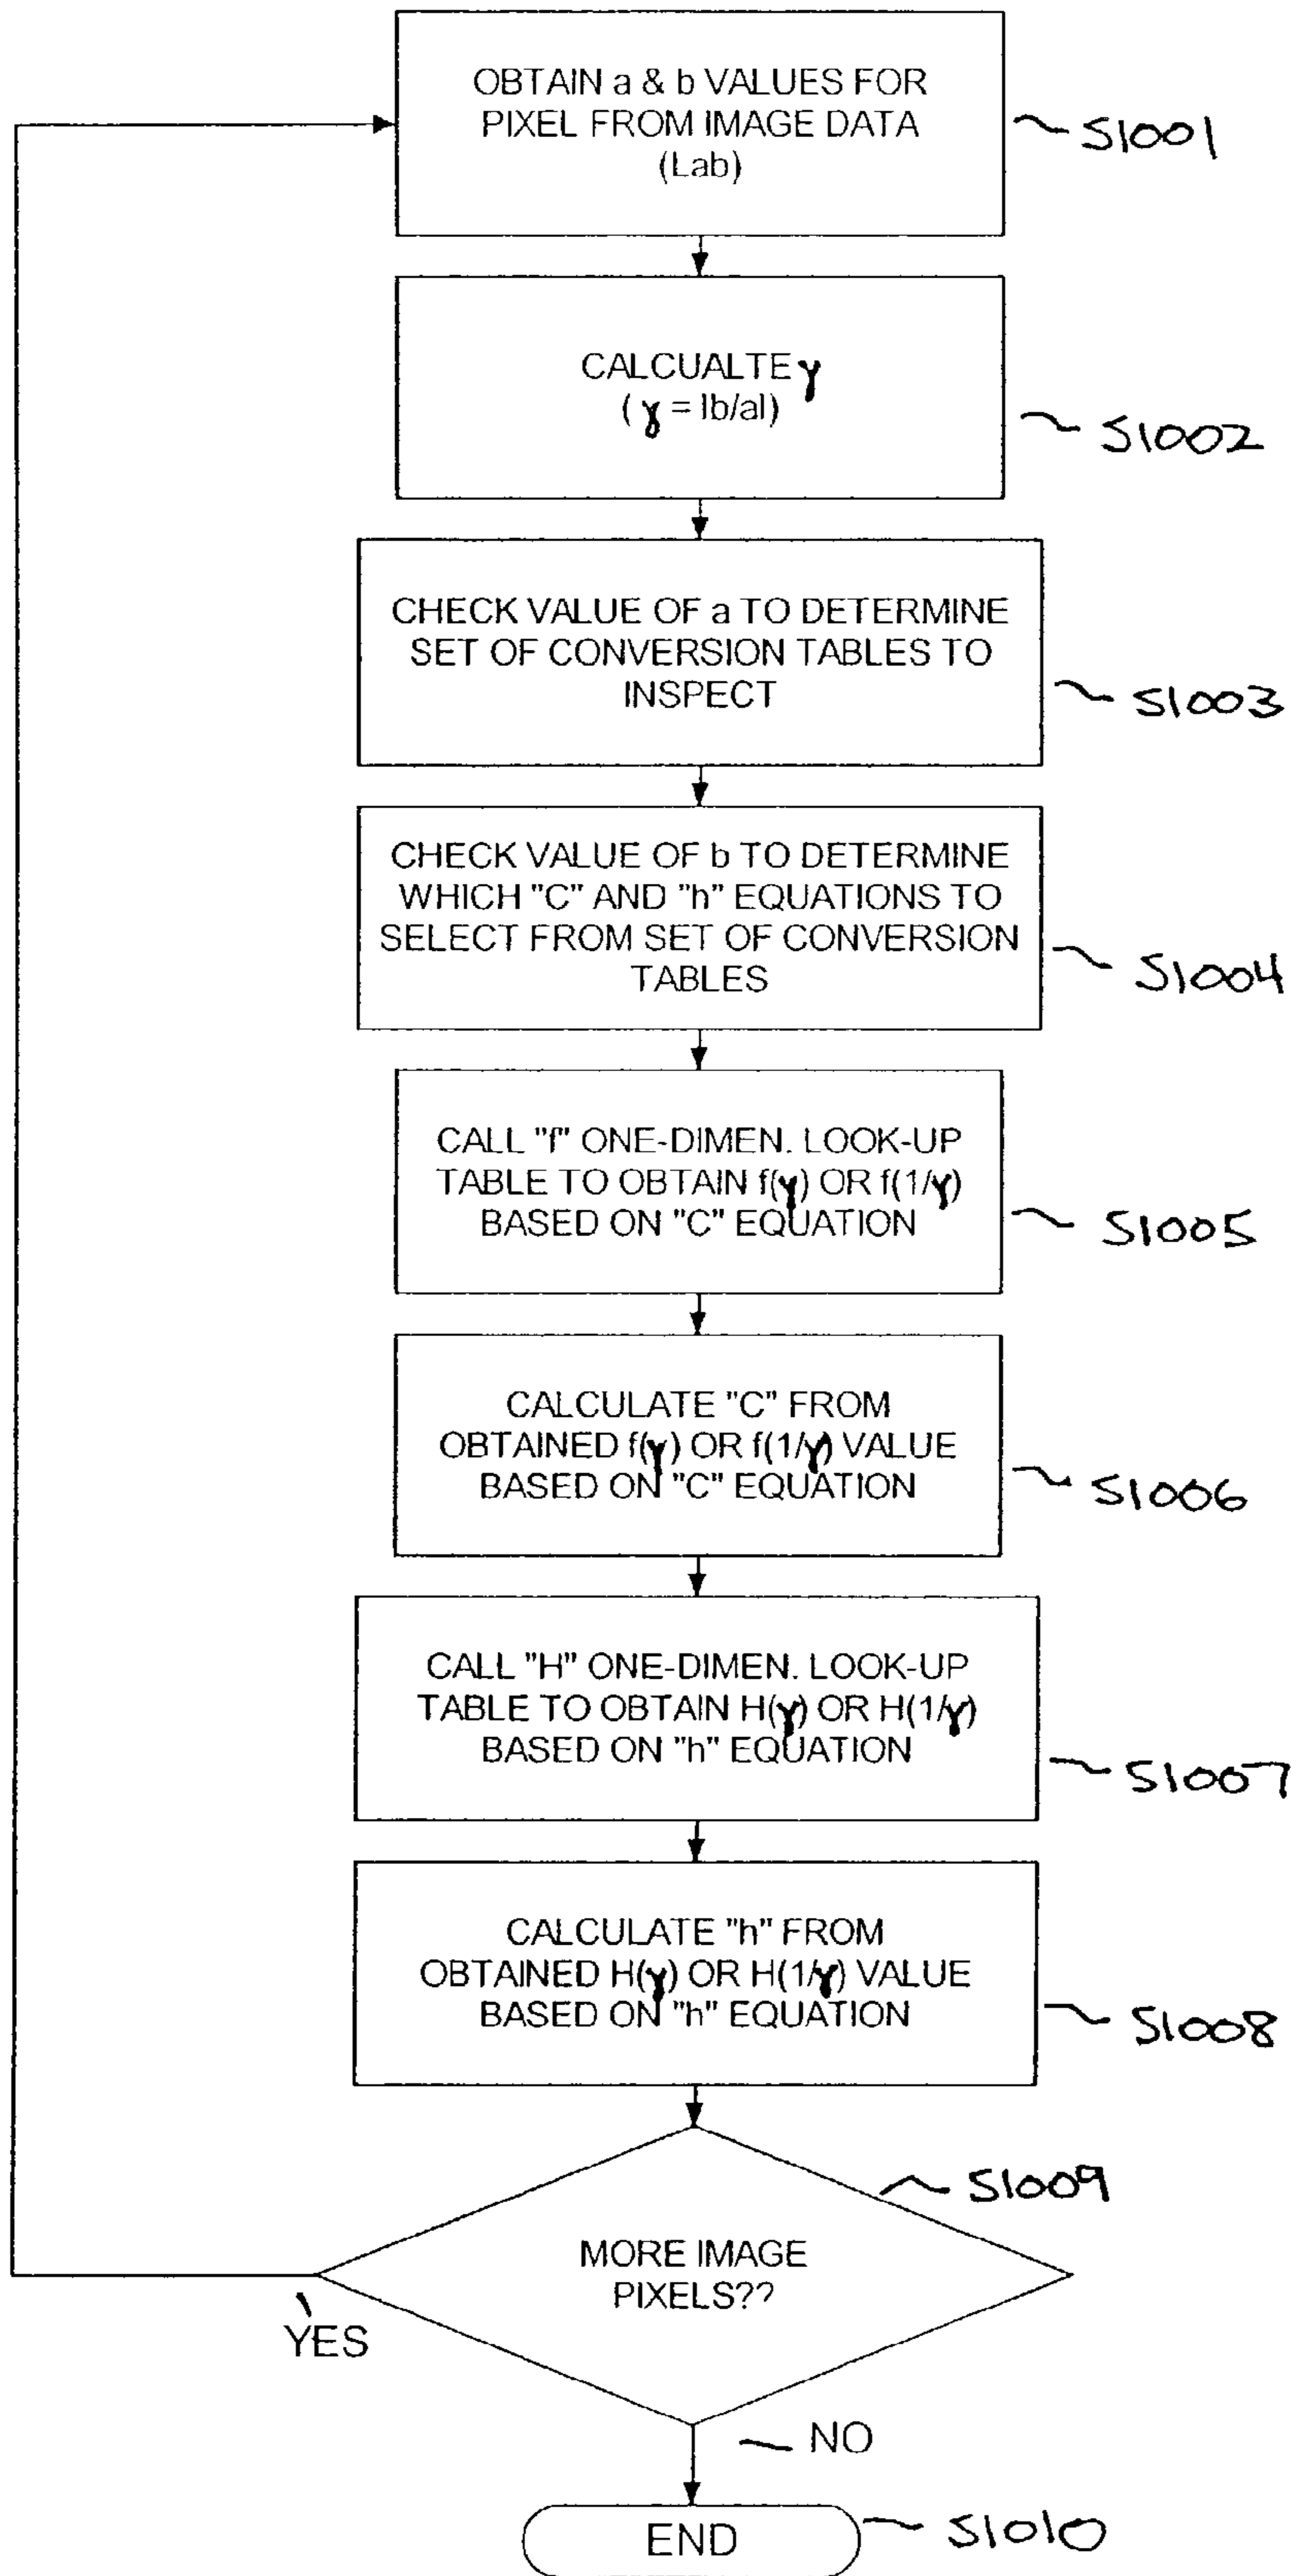 OBTAIN a & b VALUES FOR
PIXEL FROM IMAGE DATA
(Lab)
S1001
CALCUALTE γ
( γ = lb/al)
S1002
CHECK VALUE OF a TO DETERMINE
SET OF CONVERSION TABLES TO
INSPECT
S1003
CHECK VALUE OF b TO DETERMINE
WHICH "C" AND "h" EQUATIONS TO
SELECT FROM SET OF CONVERSION
TABLES
S1004
CALL "f" ONE-DIMEN. LOOK-UP
TABLE TO OBTAIN f(γ) OR f(1/γ)
BASED ON "C" EQUATION
S1005
CALCULATE "C" FROM
OBTAINED f(γ) OR f(1/γ) VALUE
BASED ON "C" EQUATION
S1006
CALL "H" ONE-DIMEN. LOOK-UP
TABLE TO OBTAIN H(γ) OR H(1/γ)
BASED ON "h" EQUATION
S1007
CALCULATE "h" FROM
OBTAINED H(γ) OR H(1/γ) VALUE
BASED ON "h" EQUATION
S1008
S1009
MORE IMAGE
PIXELS??
YES
NO
END
S1010